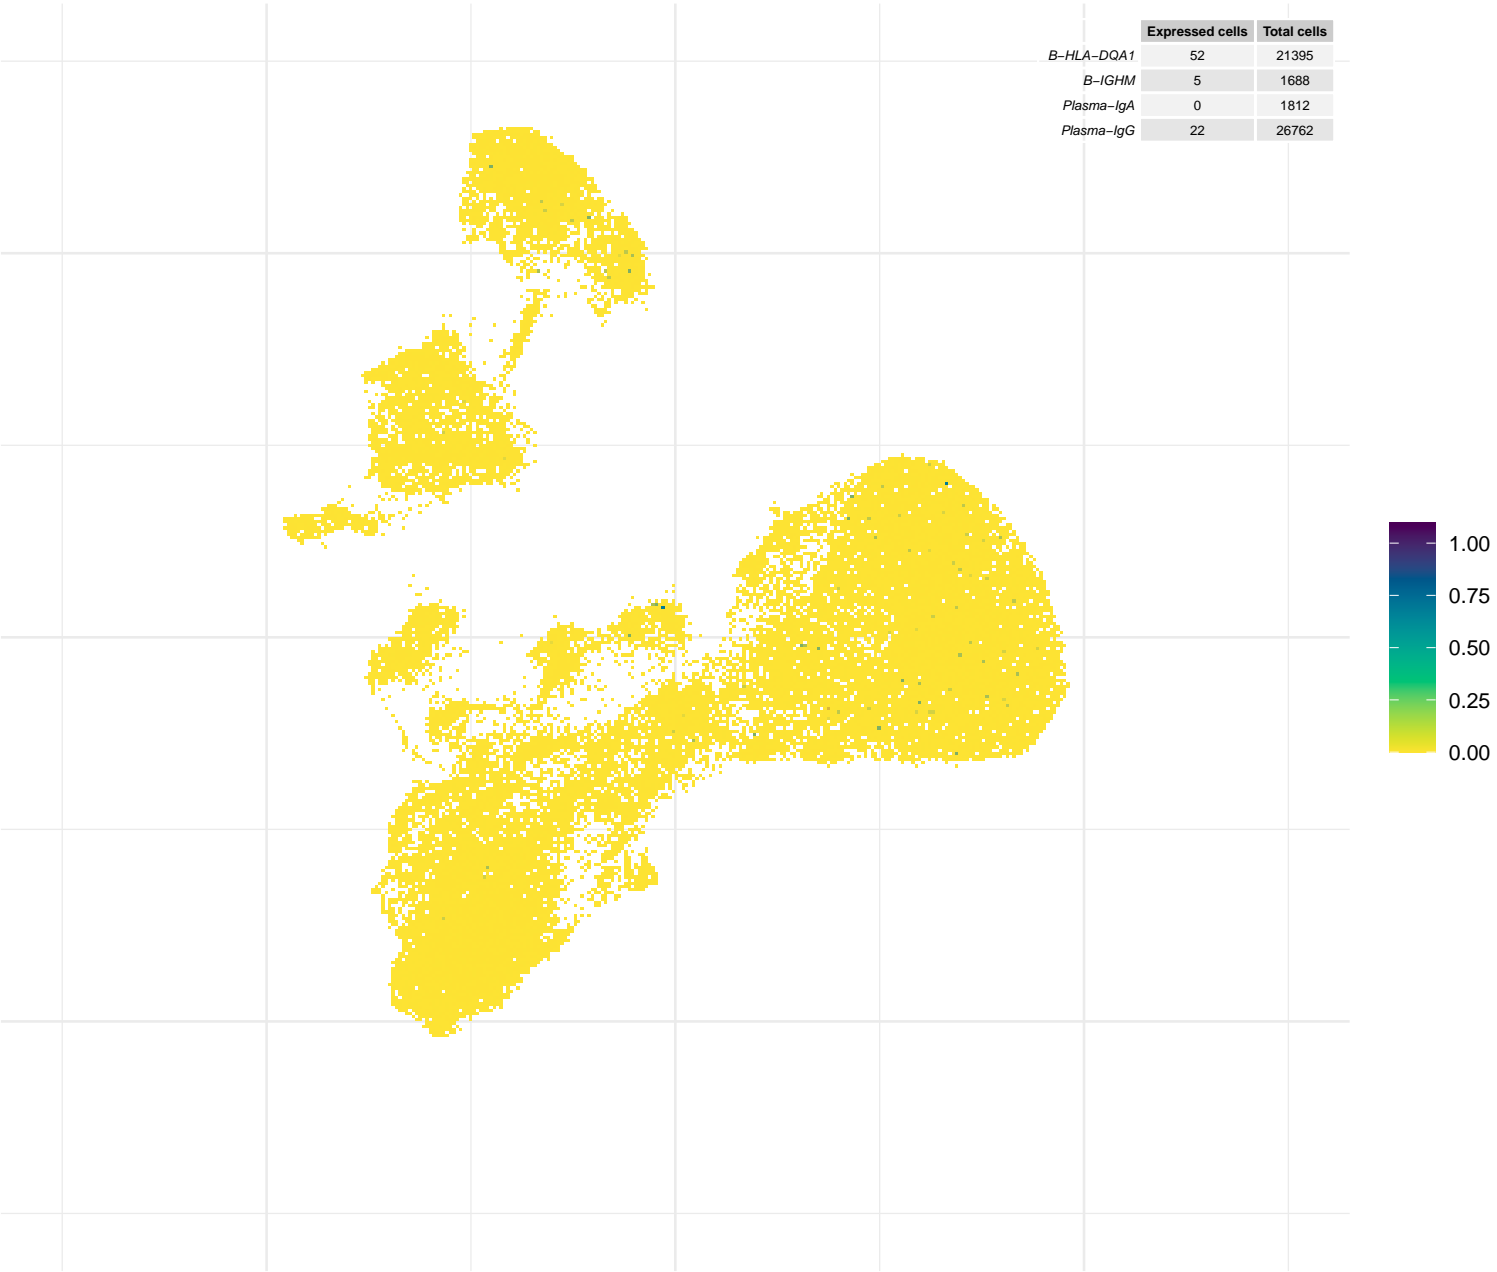 Expressed cells Total cells
B−HLA−DQA1 52 21395
B−IGHM 5 1688
Plasma−IgA 0 1812
Plasma−IgG 22 26762
1.00
0.75
0.50
0.25
0.00